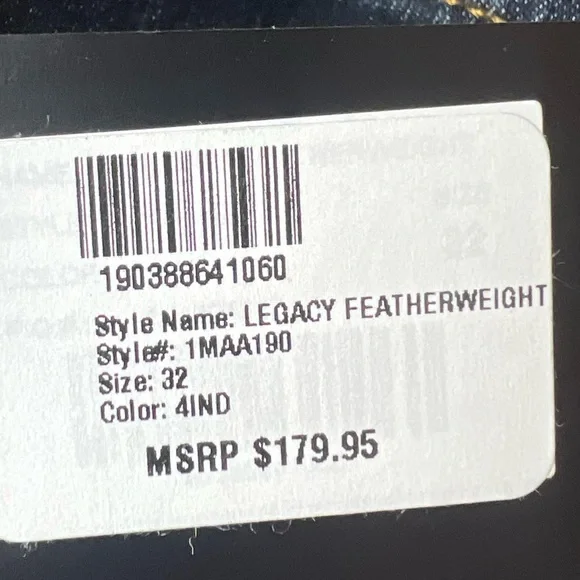 190388641060
Style Name: LEGACY FEATHERWEIGHT
Style#: 1MAA190
Size: 32
Color: 4IND
MSRP $179.95